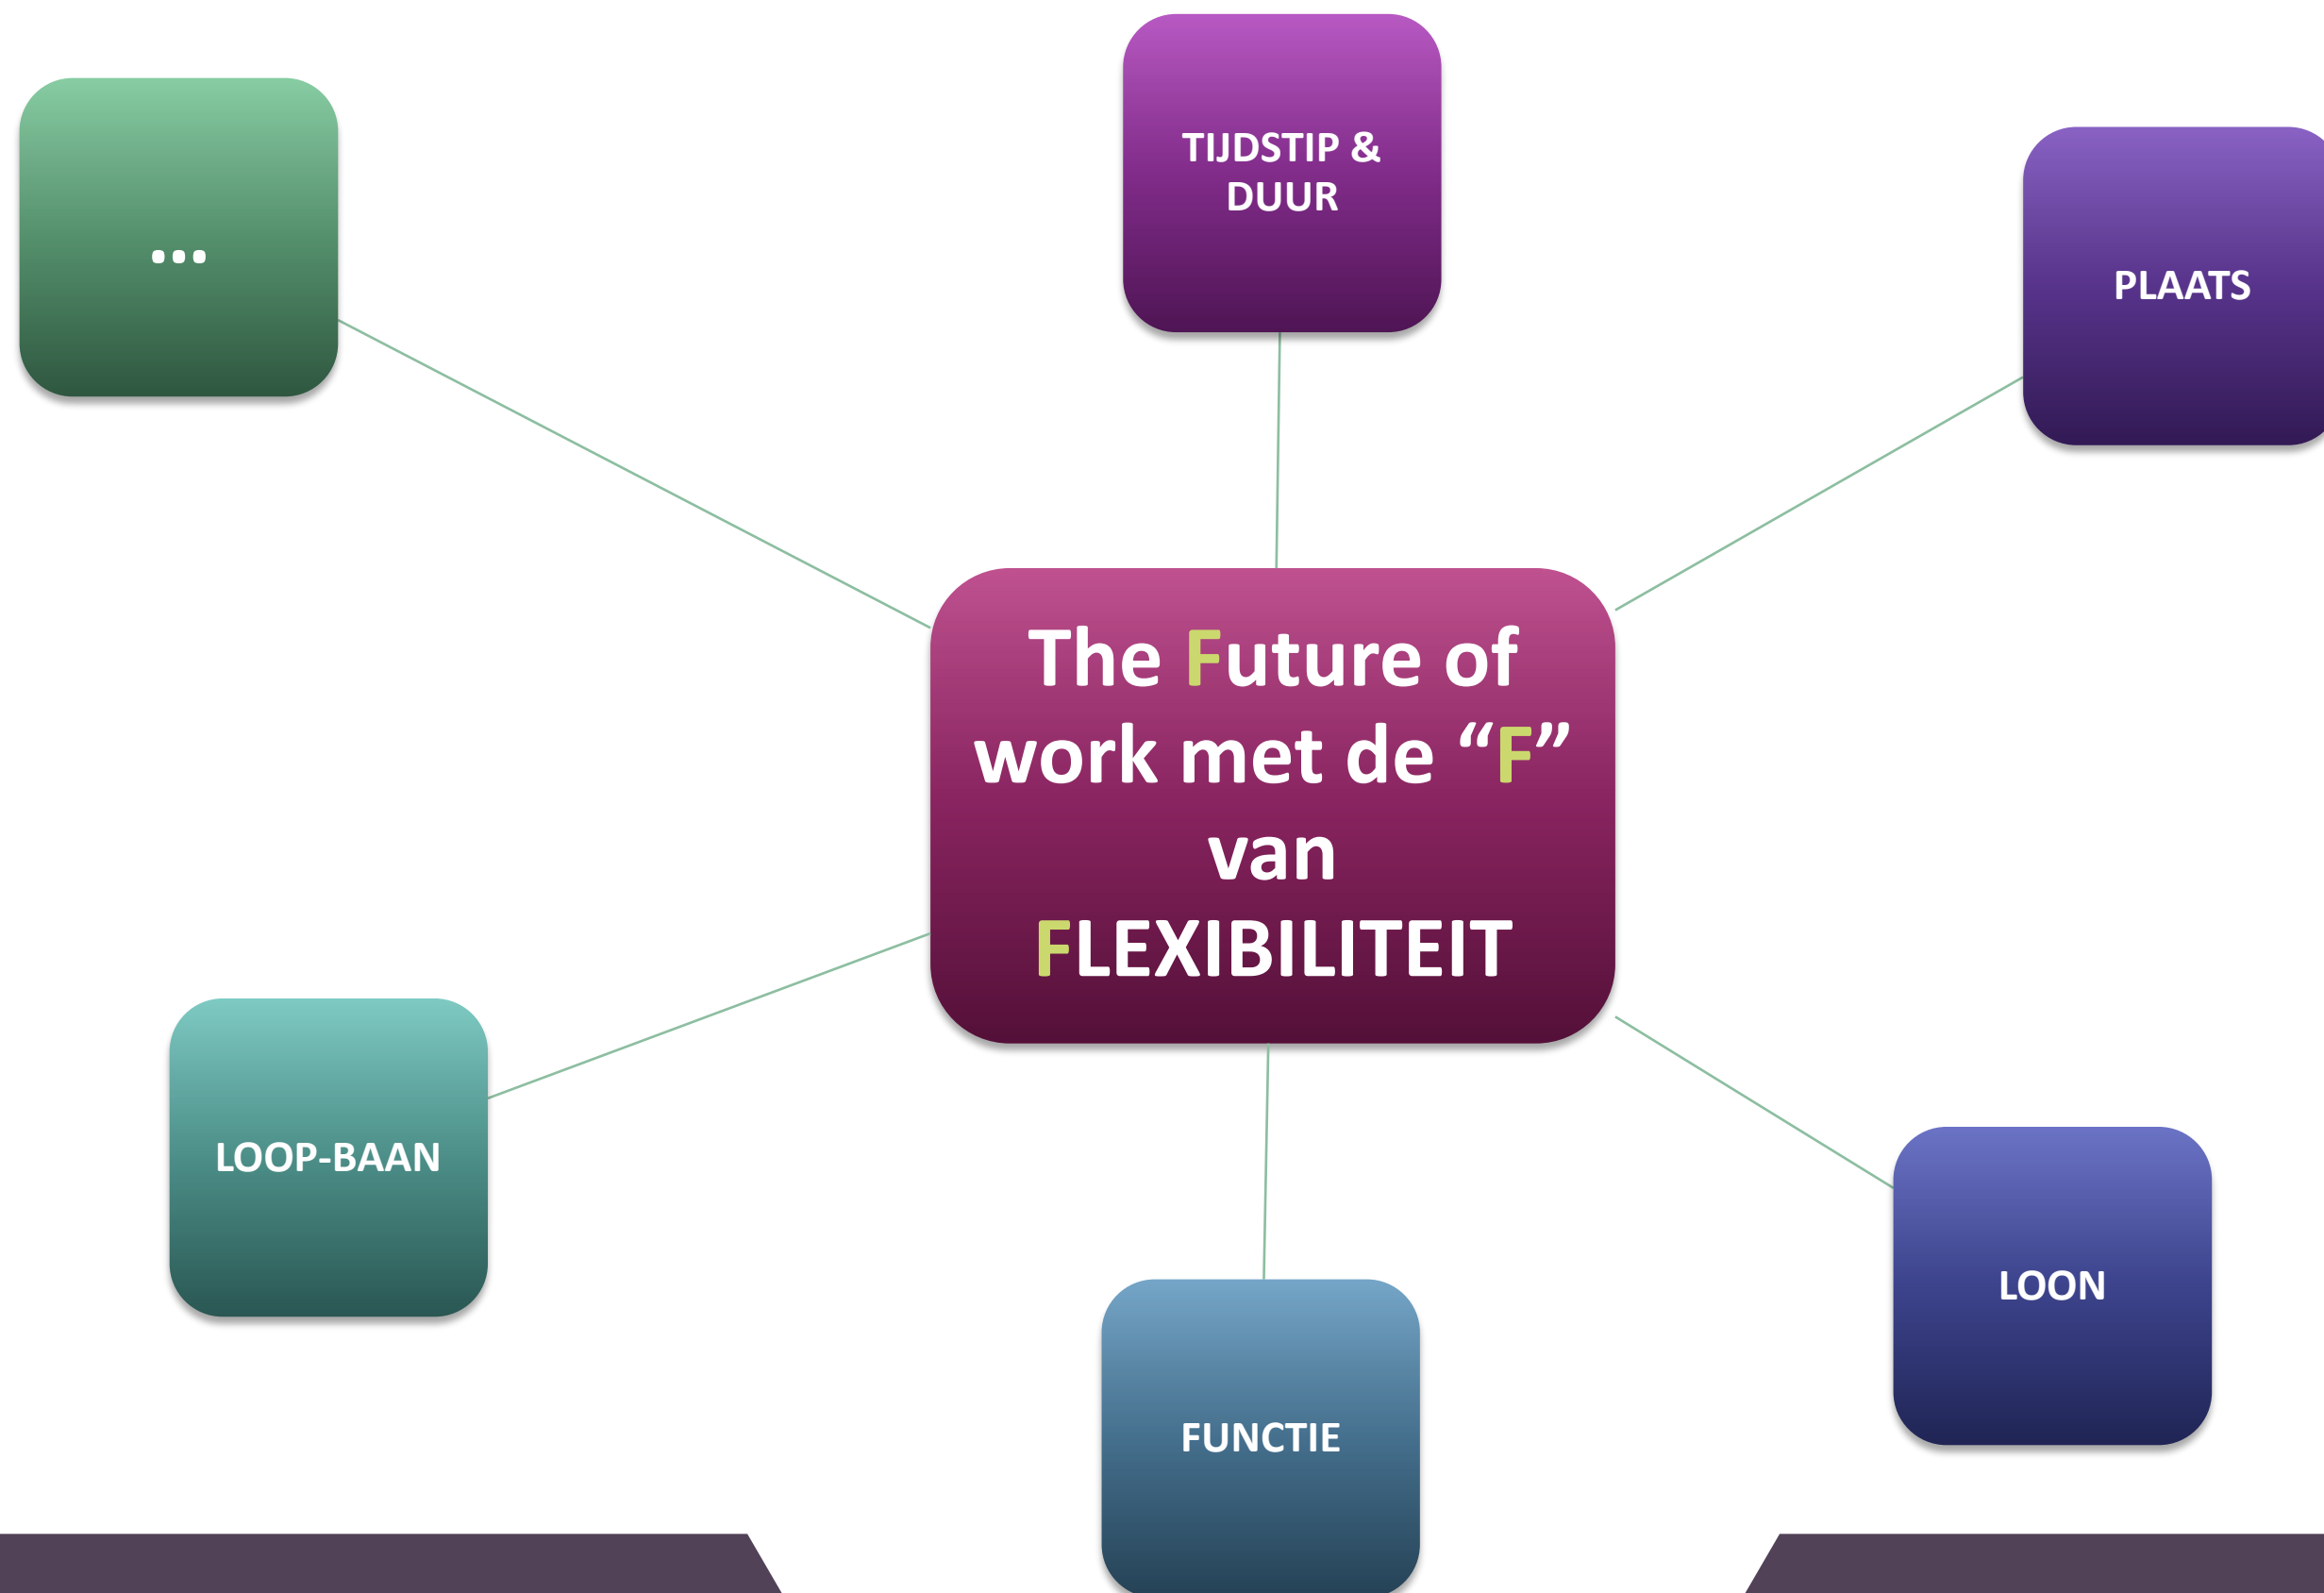 TIJDSTIP &
DUUR
PLAATS
…
The Future of
work met de “F”
van
FLEXIBILITEIT
LOOP-BAAN
LOON
FUNCTIE